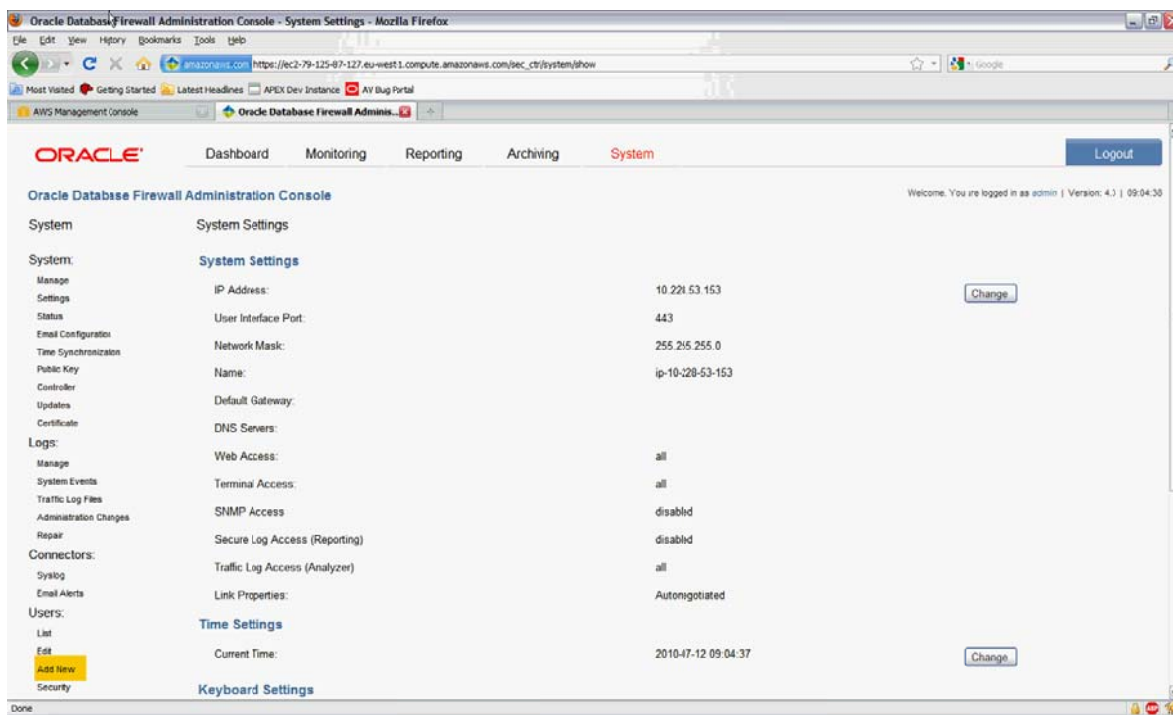 Oracle Database Firewall Administration Console - System Settings - Mozilla Firefox
File Edit View History Bookmarks Tools Help
amazonaws.com https://ec2-79-125-87-127.eu-west-1.compute.amazonaws.com/sec_ctr/system/show
Google
Most Visited Getting Started Latest Headlines APEX Dev Instance AV Bug Portal
AWS Management Console Oracle Database Firewall Adminis...
ORACLE Dashboard Monitoring Reporting Archiving System Logout
Oracle Database Firewall Administration Console
Welcome. You are logged in as admin | Version: | 09:04:38
System
System Settings
System:
Manage
Settings
Status
Email Configuration
Time Synchronization
Public Key
Controller
Updates
Certificate
Logs:
Manage
System Events
Traffic Log Files
Administration Changes
Repair
Connectors:
Syslog
Email Alerts
Users:
List
Edit
Add New
Security
System Settings
IP Address: 10.228.53.153 Change
User Interface Port: 443
Network Mask: 255.255.255.0
Name: ip-10-228-53-153
Default Gateway:
DNS Servers:
Web Access: all
Terminal Access: all
SNMP Access disabled
Secure Log Access (Reporting) disabled
Traffic Log Access (Analyzer) all
Link Properties: Autonegotiated
Time Settings
Current Time: 2010-07-12 09:04:37 Change
Keyboard Settings
Done
ABP